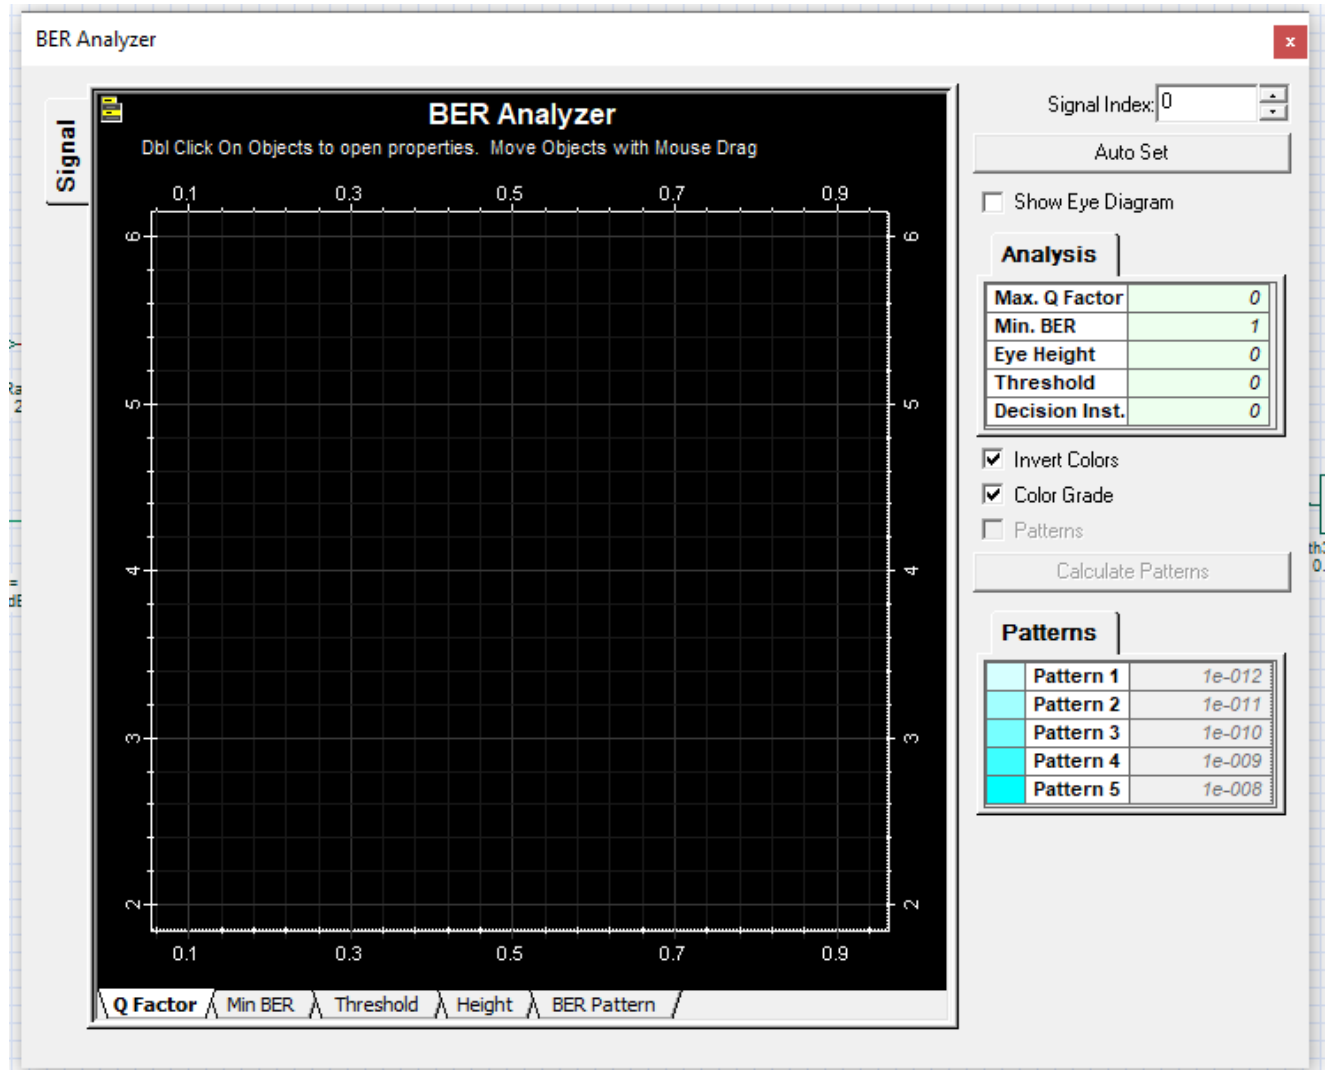 BER Analyzer
x
Signal
BER Analyzer
Dbl Click On Objects to open properties.  Move Objects with Mouse Drag
0.1 0.3 0.5 0.7 0.9
6 6
5 5
4 4
3 3
2 2
0.1 0.3 0.5 0.7 0.9
Q Factor Min BER Threshold Height BER Pattern
Signal Index: 0
Auto Set
Show Eye Diagram
Analysis
Max. Q Factor 0
Min. BER 1
Eye Height 0
Threshold 0
Decision Inst. 0
Invert Colors
Color Grade
Patterns
Calculate Patterns
Patterns
Pattern 1 1e-012
Pattern 2 1e-011
Pattern 3 1e-010
Pattern 4 1e-009
Pattern 5 1e-008